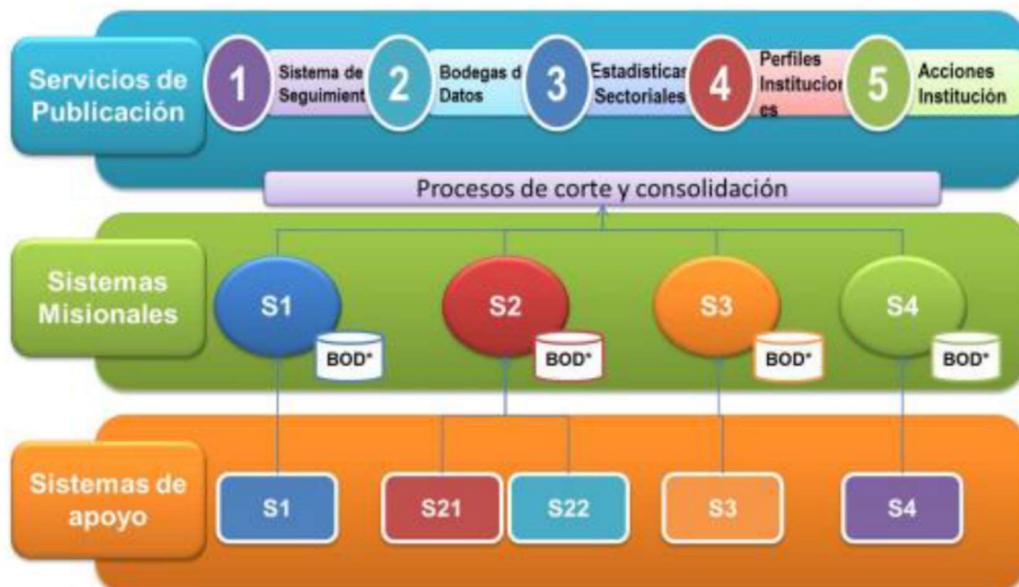 Servicios de
Publicación
1
Sistema de
Seguimient
2
Bodegas d
Datos
3
Estadisticas
Sectoriales
4
Perfiles
Institucion
es
5
Acciones
Institución
Procesos de corte y consolidación
Sistemas
Misionales
S1
BOD*
S2
BOD*
S3
BOD*
S4
BOD*
Sistemas de
apoyo
S1
S21
S22
S3
S4